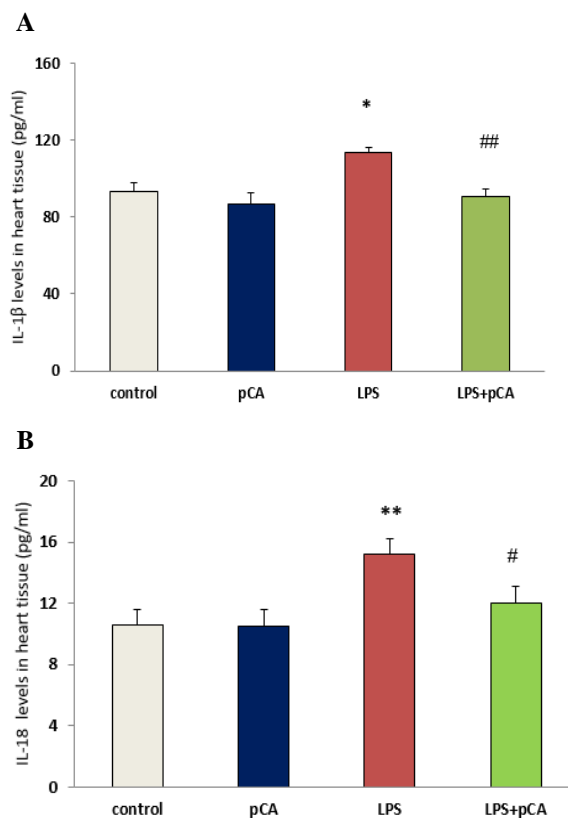 A
IL-1β levels in heart tissue (pg/ml)
160
120
80
40
0
*
##
control pCA LPS LPS+pCA
B
IL-18 levels in heart tissue (pg/ml)
20
16
12
8
4
0
**
#
control pCA LPS LPS+pCA